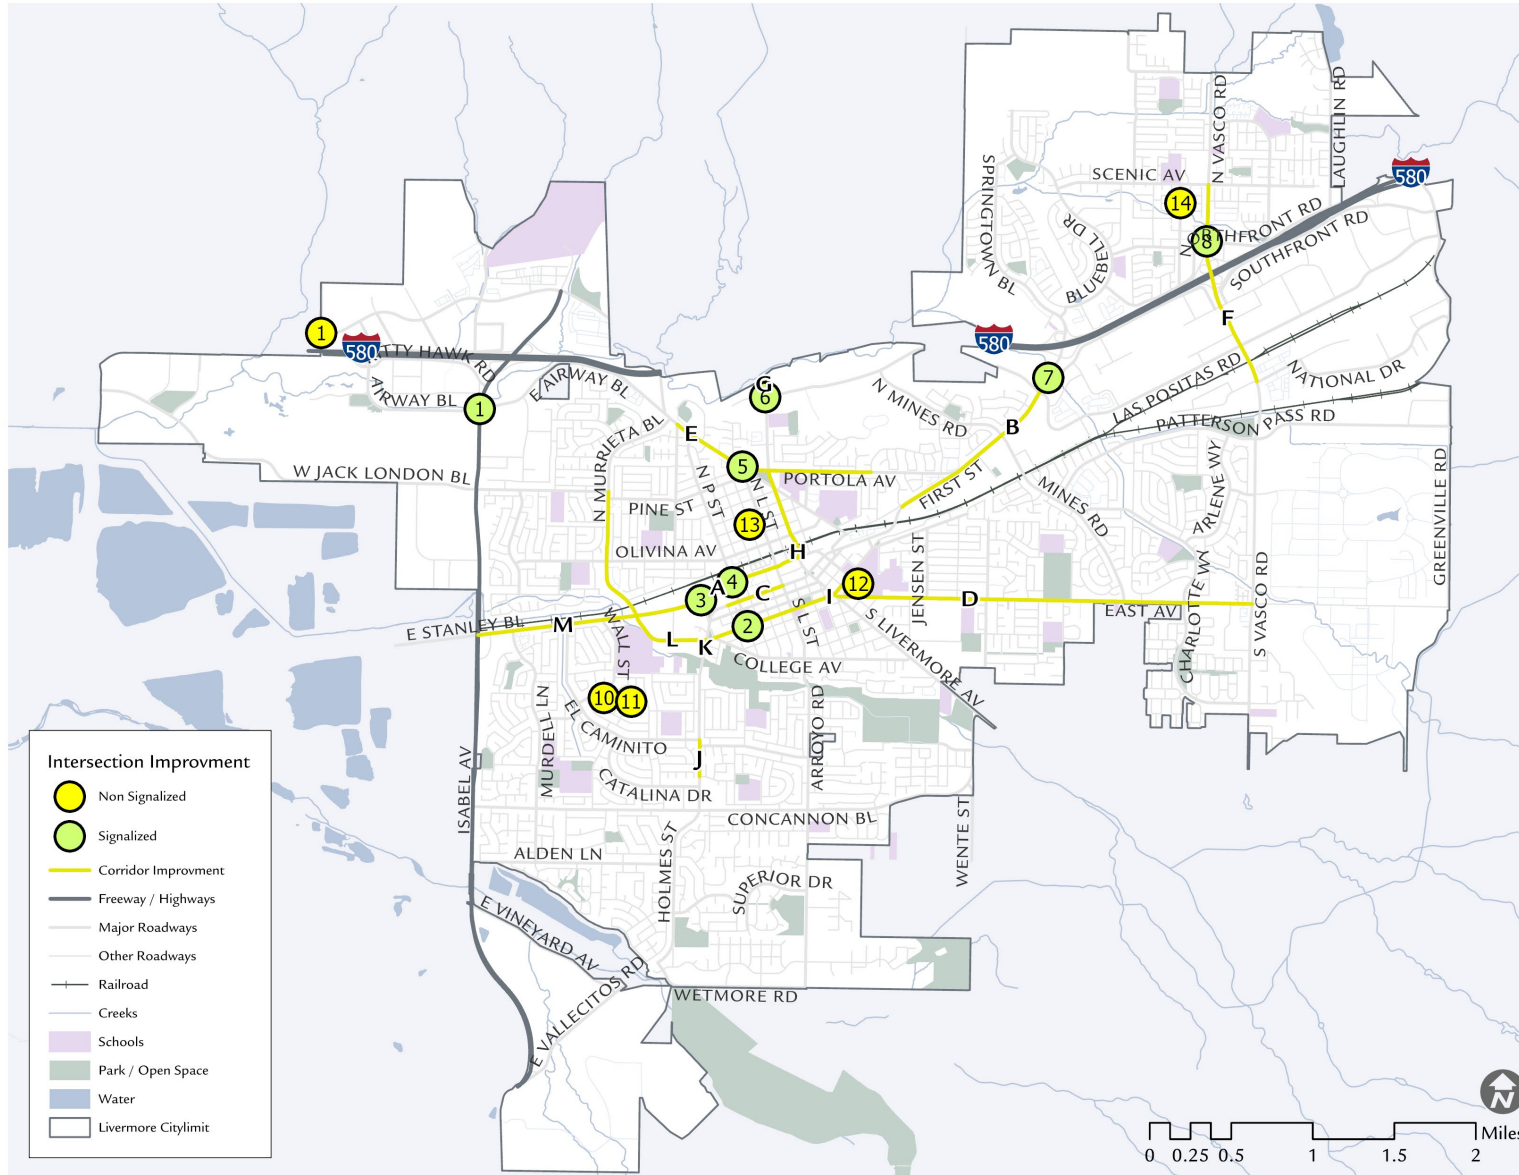 N VASCO RD
LAUGHLIN RD
SCENIC AV
SPRINGTOWN BL
BLUEBELL DR
580
14
NORTHFRONT RD
8
SOUTHFRONT RD
F
1
580
TTY HAWK RD
580
AIRWAY BL
1
E AIRWAY BL
G
6
7
N MINES RD
B
LAS POSITAS RD
NATIONAL DR
PATTERSON PASS RD
N MURRIETA BL
E
5
W JACK LONDON BL
N P ST
N L ST
PORTOLA AV
FIRST ST
MINES RD
ARLENE WY
GREENVILLE RD
PINE ST
13
OLIVINA AV
H
JENSEN ST
4
A
3
C
12
I
D
EAST AV
CHARLOTTE WY
S VASCO RD
E STANLEY BL
M
WALL ST
L
K
2
S L ST
S LIVERMORE AV
COLLEGE AV
10
11
MURDELL LN
EL CAMINITO
J
ARROYO RD
CATALINA DR
ISABEL AV
CONCANNON BL
WENTE ST
ALDEN LN
HOLMES ST
SUPERIOR DR
E VINEYARD AV
E VALLECITOS RD
WETMORE RD
Intersection Improvment
Non Signalized
Signalized
Corridor Improvment
Freeway / Highways
Major Roadways
Other Roadways
Railroad
Creeks
Schools
Park / Open Space
Water
Livermore Citylimit
N
Miles
0 0.25 0.5 1 1.5 2